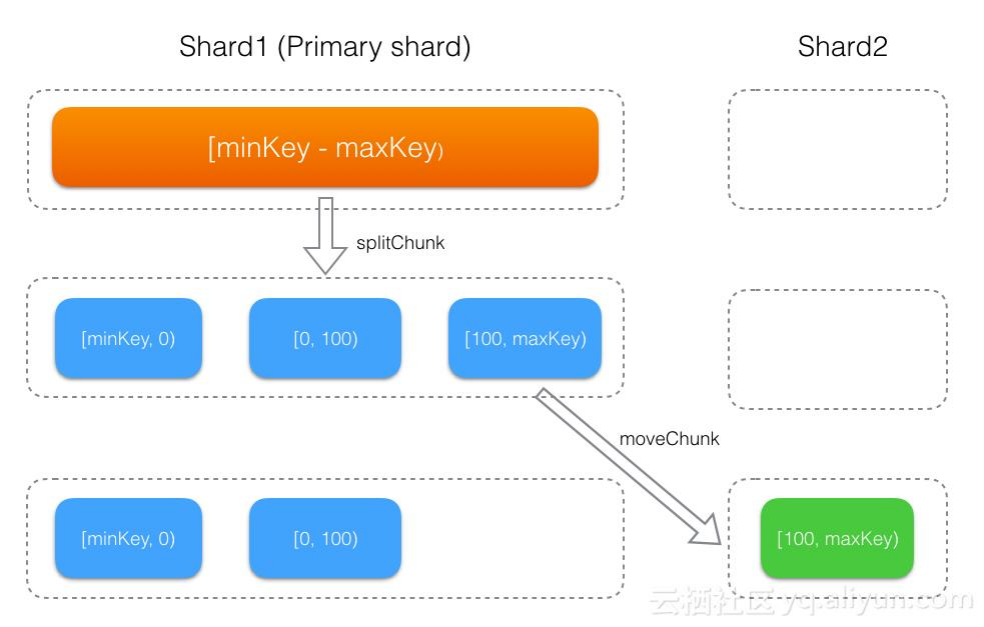 Shard1 (Primary shard)
Shard2
[minKey - maxKey)
splitChunk
[minKey, 0)
[0, 100)
[100, maxKey)
moveChunk
[minKey, 0)
[0, 100)
[100, maxKey)
云栖社区 yq.aliyun.com